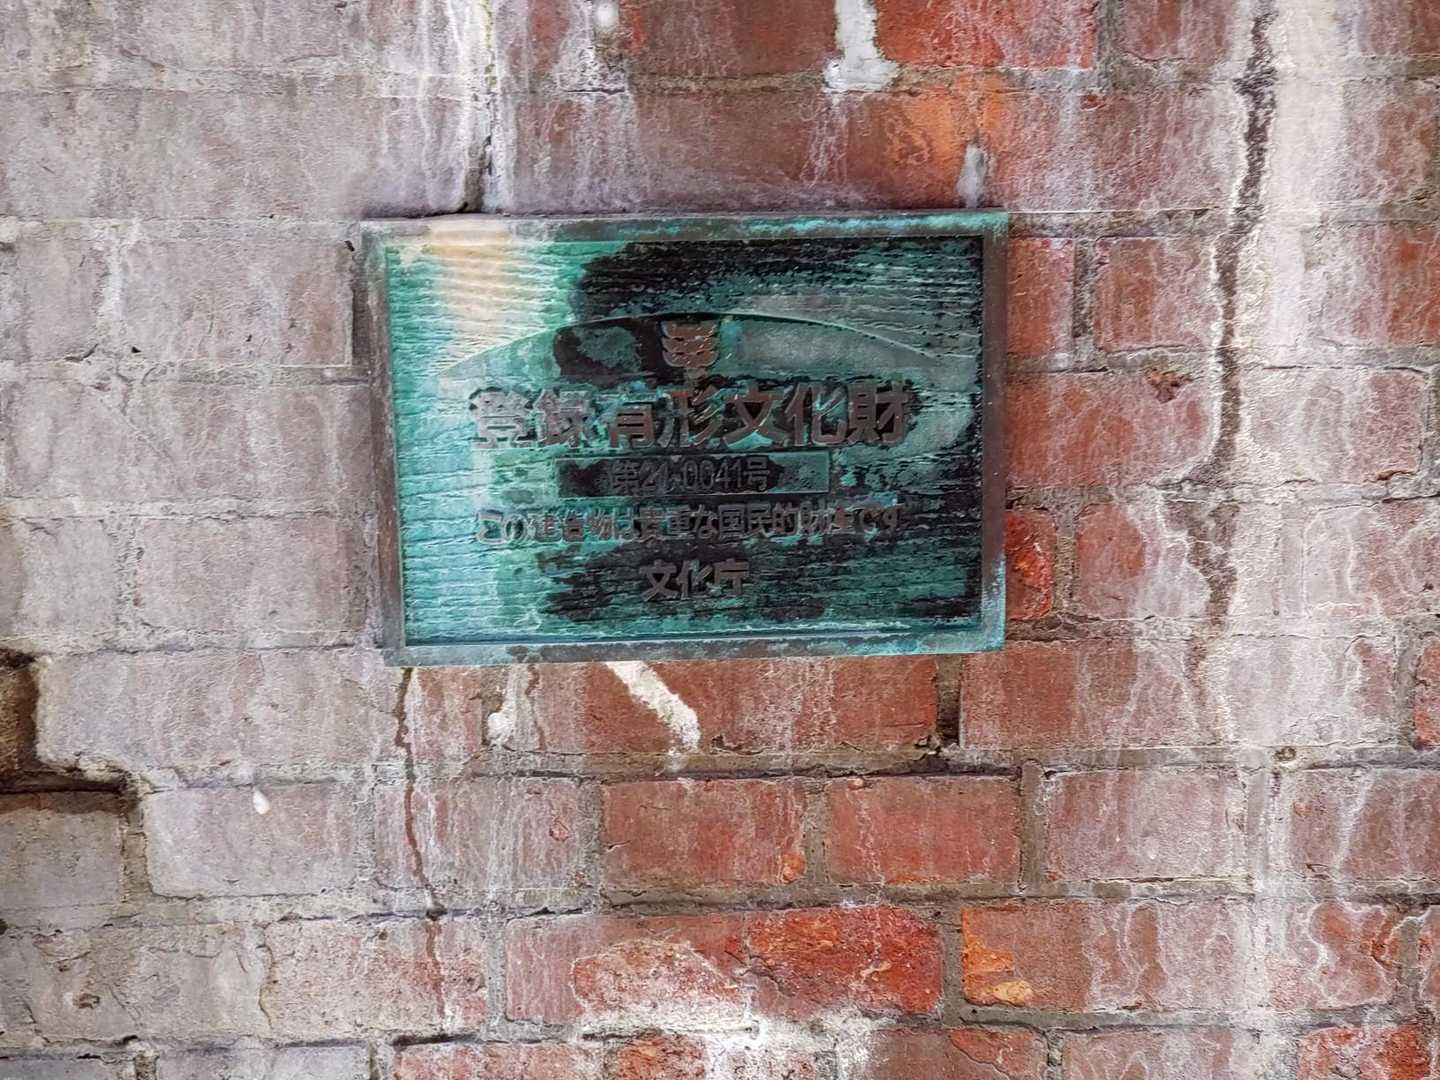 登録有形文化財
第24-0041号
この建造物は貴重な国民的財産です
文化庁